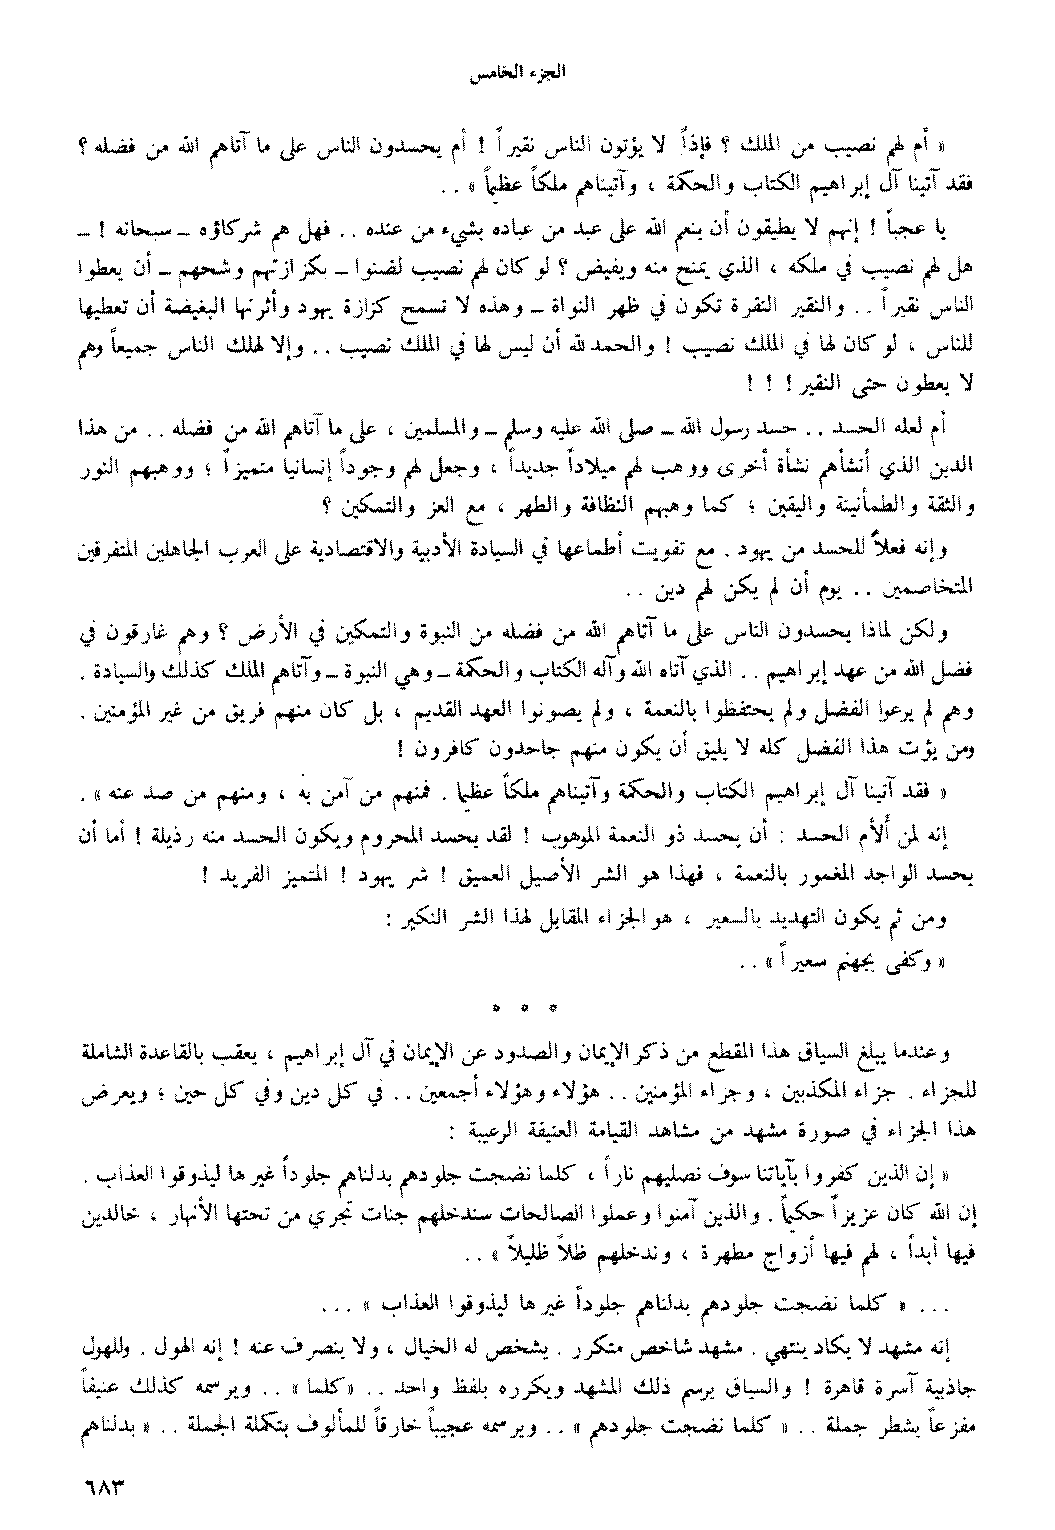 الجزء الخامس
« أم لهم نصيب من الملك ؟ فإذاً لا يؤتون الناس نقيراً ! أم يحسدون الناس على ما آتاهم الله من فضله ؟
فقد آتينا آل إبراهيم الكتاب والحكمة ، وآتيناهم ملكاً عظيماً » . .
يا عجباً ! إنهم لا يطيقون أن ينعم الله على عبد من عباده بشيء من عنده . . فهل هم شركاؤه – سبحانه ! –
هل لهم نصيب في ملكه ، الذي يمنح منه ويفيض ؟ لو كان لهم نصيب لضنوا – بكزازتهم وشحهم – أن يعطوا
الناس نقيراً . . والنقير النقرة تكون في ظهر النواة – وهذه لا تسمح كزازة يهود وأثرتها البغيضة أن تعطيها
للناس ، لو كان لها في الملك نصيب ! والحمد لله أن ليس لها في الملك نصيب . . وإلا لهلك الناس جميعاً وهم
لا يعطون حتى النقير ! ! !
أم لعله الحسد . . حسد رسول الله – صلى الله عليه وسلم – والمسلمين ، على ما آتاهم الله من فضله . . من هذا
الدين الذي أنشأهم نشأة أخرى ووهب لهم ميلاداً جديداً ، وجعل لهم وجوداً إنسانيا متميزاً ؛ ووهبهم النور
والثقة والطمأنينة واليقين ؛ كما وهبهم النظافة والطهر ، مع العز والتمكين ؟
وإنه فعلاً للحسد من يهود . مع تفويت أطماعها في السيادة الأدبية والاقتصادية على العرب الجاهلين المتفرقين
المتخاصمين . . يوم أن لم يكن لهم دين . .
ولكن لماذا يحسدون الناس على ما آتاهم الله من فضله من النبوة والتمكين في الأرض ؟ وهم غارقون في
فضل الله من عهد إبراهيم . . الذي آتاه الله وآله الكتاب والحكمة – وهي النبوة – وآتاهم الملك كذلك والسيادة .
وهم لم يرعوا الفضل ولم يحتفظوا بالنعمة ، ولم يصونوا العهد القديم ، بل كان منهم فريق من غير المؤمنين .
ومن يؤت هذا الفضل كله لا يليق أن يكون منهم جاحدون كافرون !
« فقد آتينا آل إبراهيم الكتاب والحكمة وآتيناهم ملكاً عظيما . فمنهم من آمن به ، ومنهم من صد عنه » .
إنه لمن ألأم الحسد : أن يحسد ذو النعمة الموهوب ! لقد يحسد المحروم ويكون الحسد منه رذيلة ! أما أن
يحسد الواجد المغمور بالنعمة ، فهذا هو الشر الأصيل العميق ! شر يهود ! المتميز الفريد !
ومن ثم يكون التهديد بالسعير ، هو الجزاء المقابل لهذا الشر النكير :
« وكفى بجهنم سعيراً » . .
* * *
وعندما يبلغ السياق هذا المقطع من ذكر الإيمان والصدود عن الإيمان في آل إبراهيم ، يعقب بالقاعدة الشاملة
للجزاء . جزاء المكذبين ، وجزاء المؤمنين . . هؤلاء وهؤلاء أجمعين . . في كل دين وفي كل حين ؛ ويعرض
هذا الجزاء في صورة مشهد من مشاهد القيامة العنيفة الرعيبة :
« إن الذين كفروا بآياتنا سوف نصليهم ناراً ، كلما نضجت جلودهم بدلناهم جلوداً غيرها ليذوقوا العذاب .
إن الله كان عزيزاً حكيماً . والذين آمنوا وعملوا الصالحات سندخلهم جنات تجري من تحتها الأنهار ، خالدين
فيها أبداً ، لهم فيها أزواج مطهرة ، وندخلهم ظلاً ظليلاً » . .
. . . « كلما نضجت جلودهم بدلناهم جلوداً غيرها ليذوقوا العذاب » . . .
إنه مشهد لا يكاد ينتهي . مشهد شاخص متكرر . يشخص له الخيال ، ولا ينصرف عنه ! إنه الهول . وللهول
جاذبية آسرة قاهرة ! والسياق يرسم ذلك المشهد ويكرره بلفظ واحد . . « كلما » . . ويرسمه كذلك عنيفاً
مفزعاً بشطر جملة . . « كلما نضجت جلودهم » . . ويرسمه عجيباً خارقاً للمألوف بتكملة الجملة . . « بدلناهم
٦٨٣